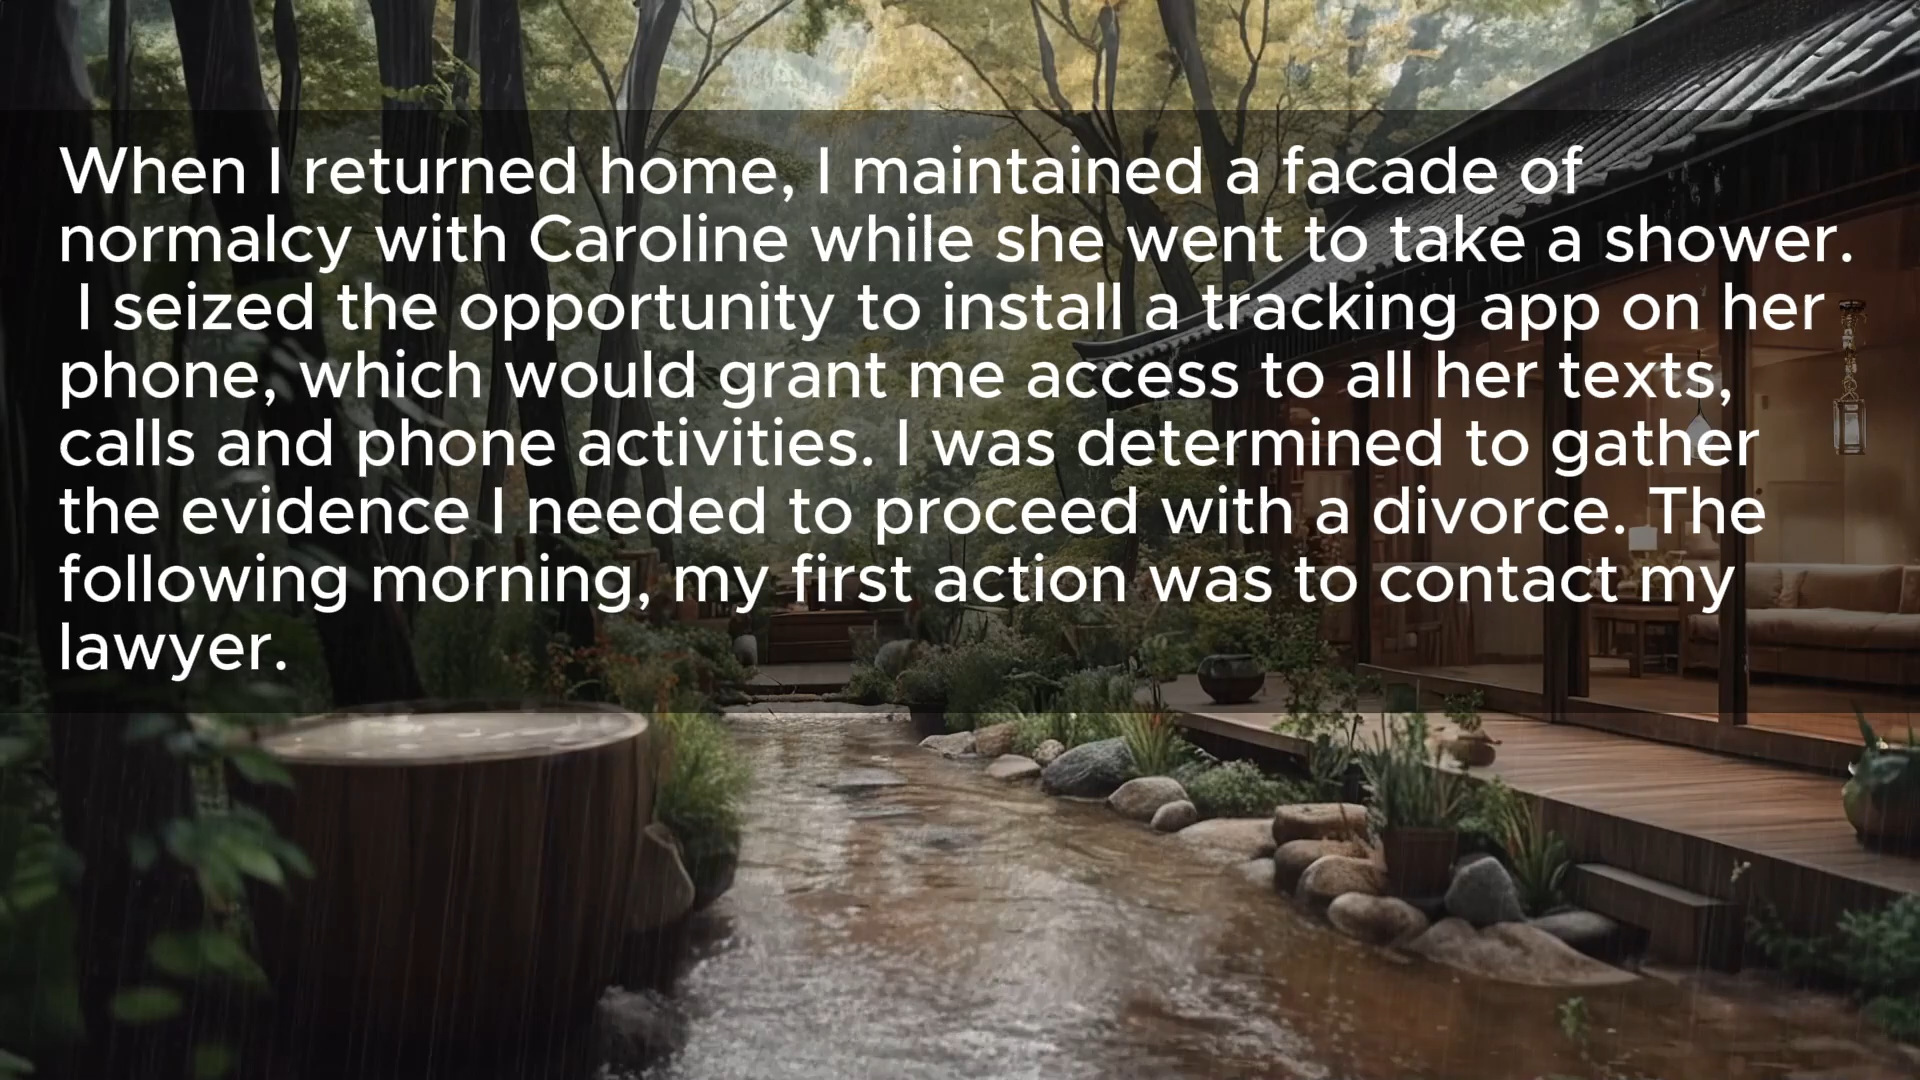 When I returned home, I maintained a facade of
normalcy with Caroline while she went to take a shower.
I seized the opportunity to install a tracking app on her
phone, which would grant me access to all her texts,
calls and phone activities. I was determined to gather
the evidence I needed to proceed with a divorce. The
following morning, my first action was to contact my
lawyer.